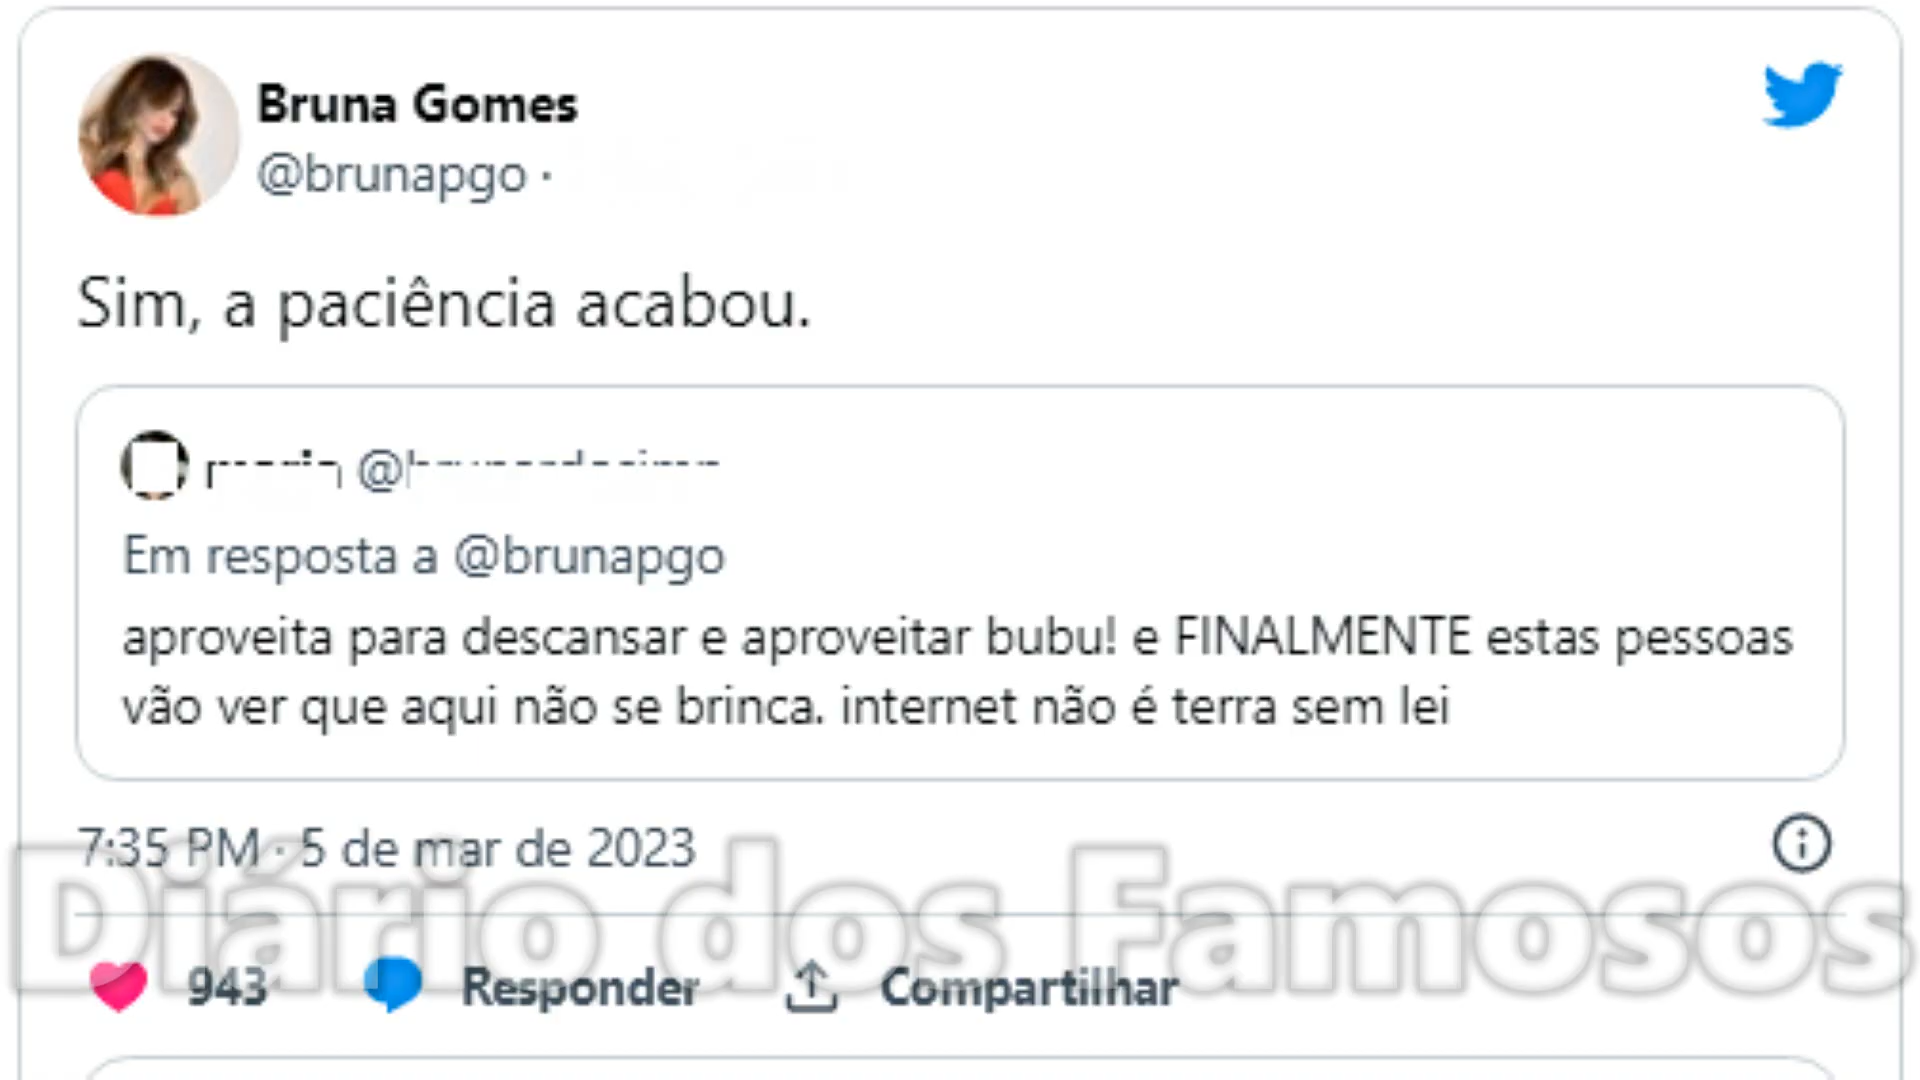 Bruna Gomes
@brunapgo ·
Sim, a paciência acabou.
Em resposta a @brunapgo
aproveita para descansar e aproveitar bubu! e FINALMENTE estas pessoas
vão ver que aqui não se brinca. internet não é terra sem lei
7:35 PM · 5 de mar de 2023
Diário dos Famosos
943 Responder Compartilhar